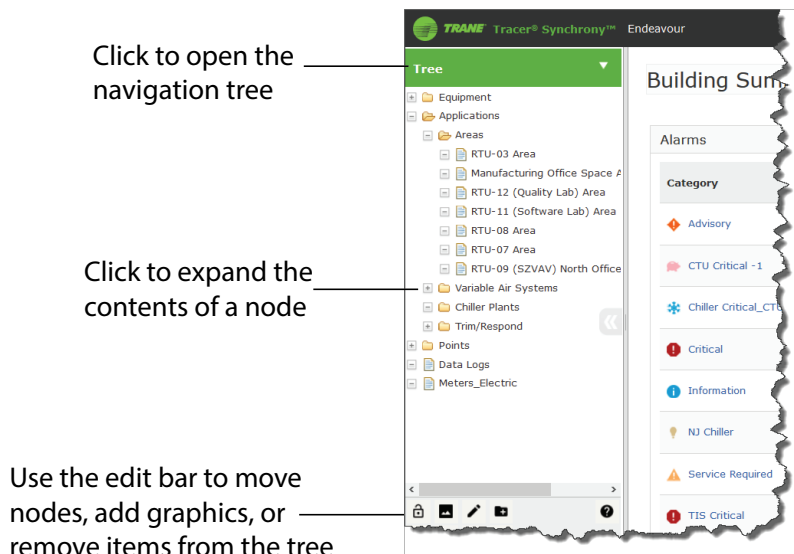 TRANE Tracer® Synchrony™ Endeavour
Click to open the
navigation tree
Tree
Building Sum
Equipment
Applications
Areas
RTU-03 Area
Manufacturing Office Space A
RTU-12 (Quality Lab) Area
RTU-11 (Software Lab) Area
RTU-08 Area
RTU-07 Area
RTU-09 (SZVAV) North Office
Click to expand the
contents of a node
Variable Air Systems
Chiller Plants
Trim/Respond
Points
Data Logs
Meters_Electric
Alarms
Category
Advisory
CTU Critical -1
Chiller Critical_CTU
Critical
Information
NJ Chiller
Service Required
TIS Critical
Use the edit bar to move
nodes, add graphics, or
remove items from the tree